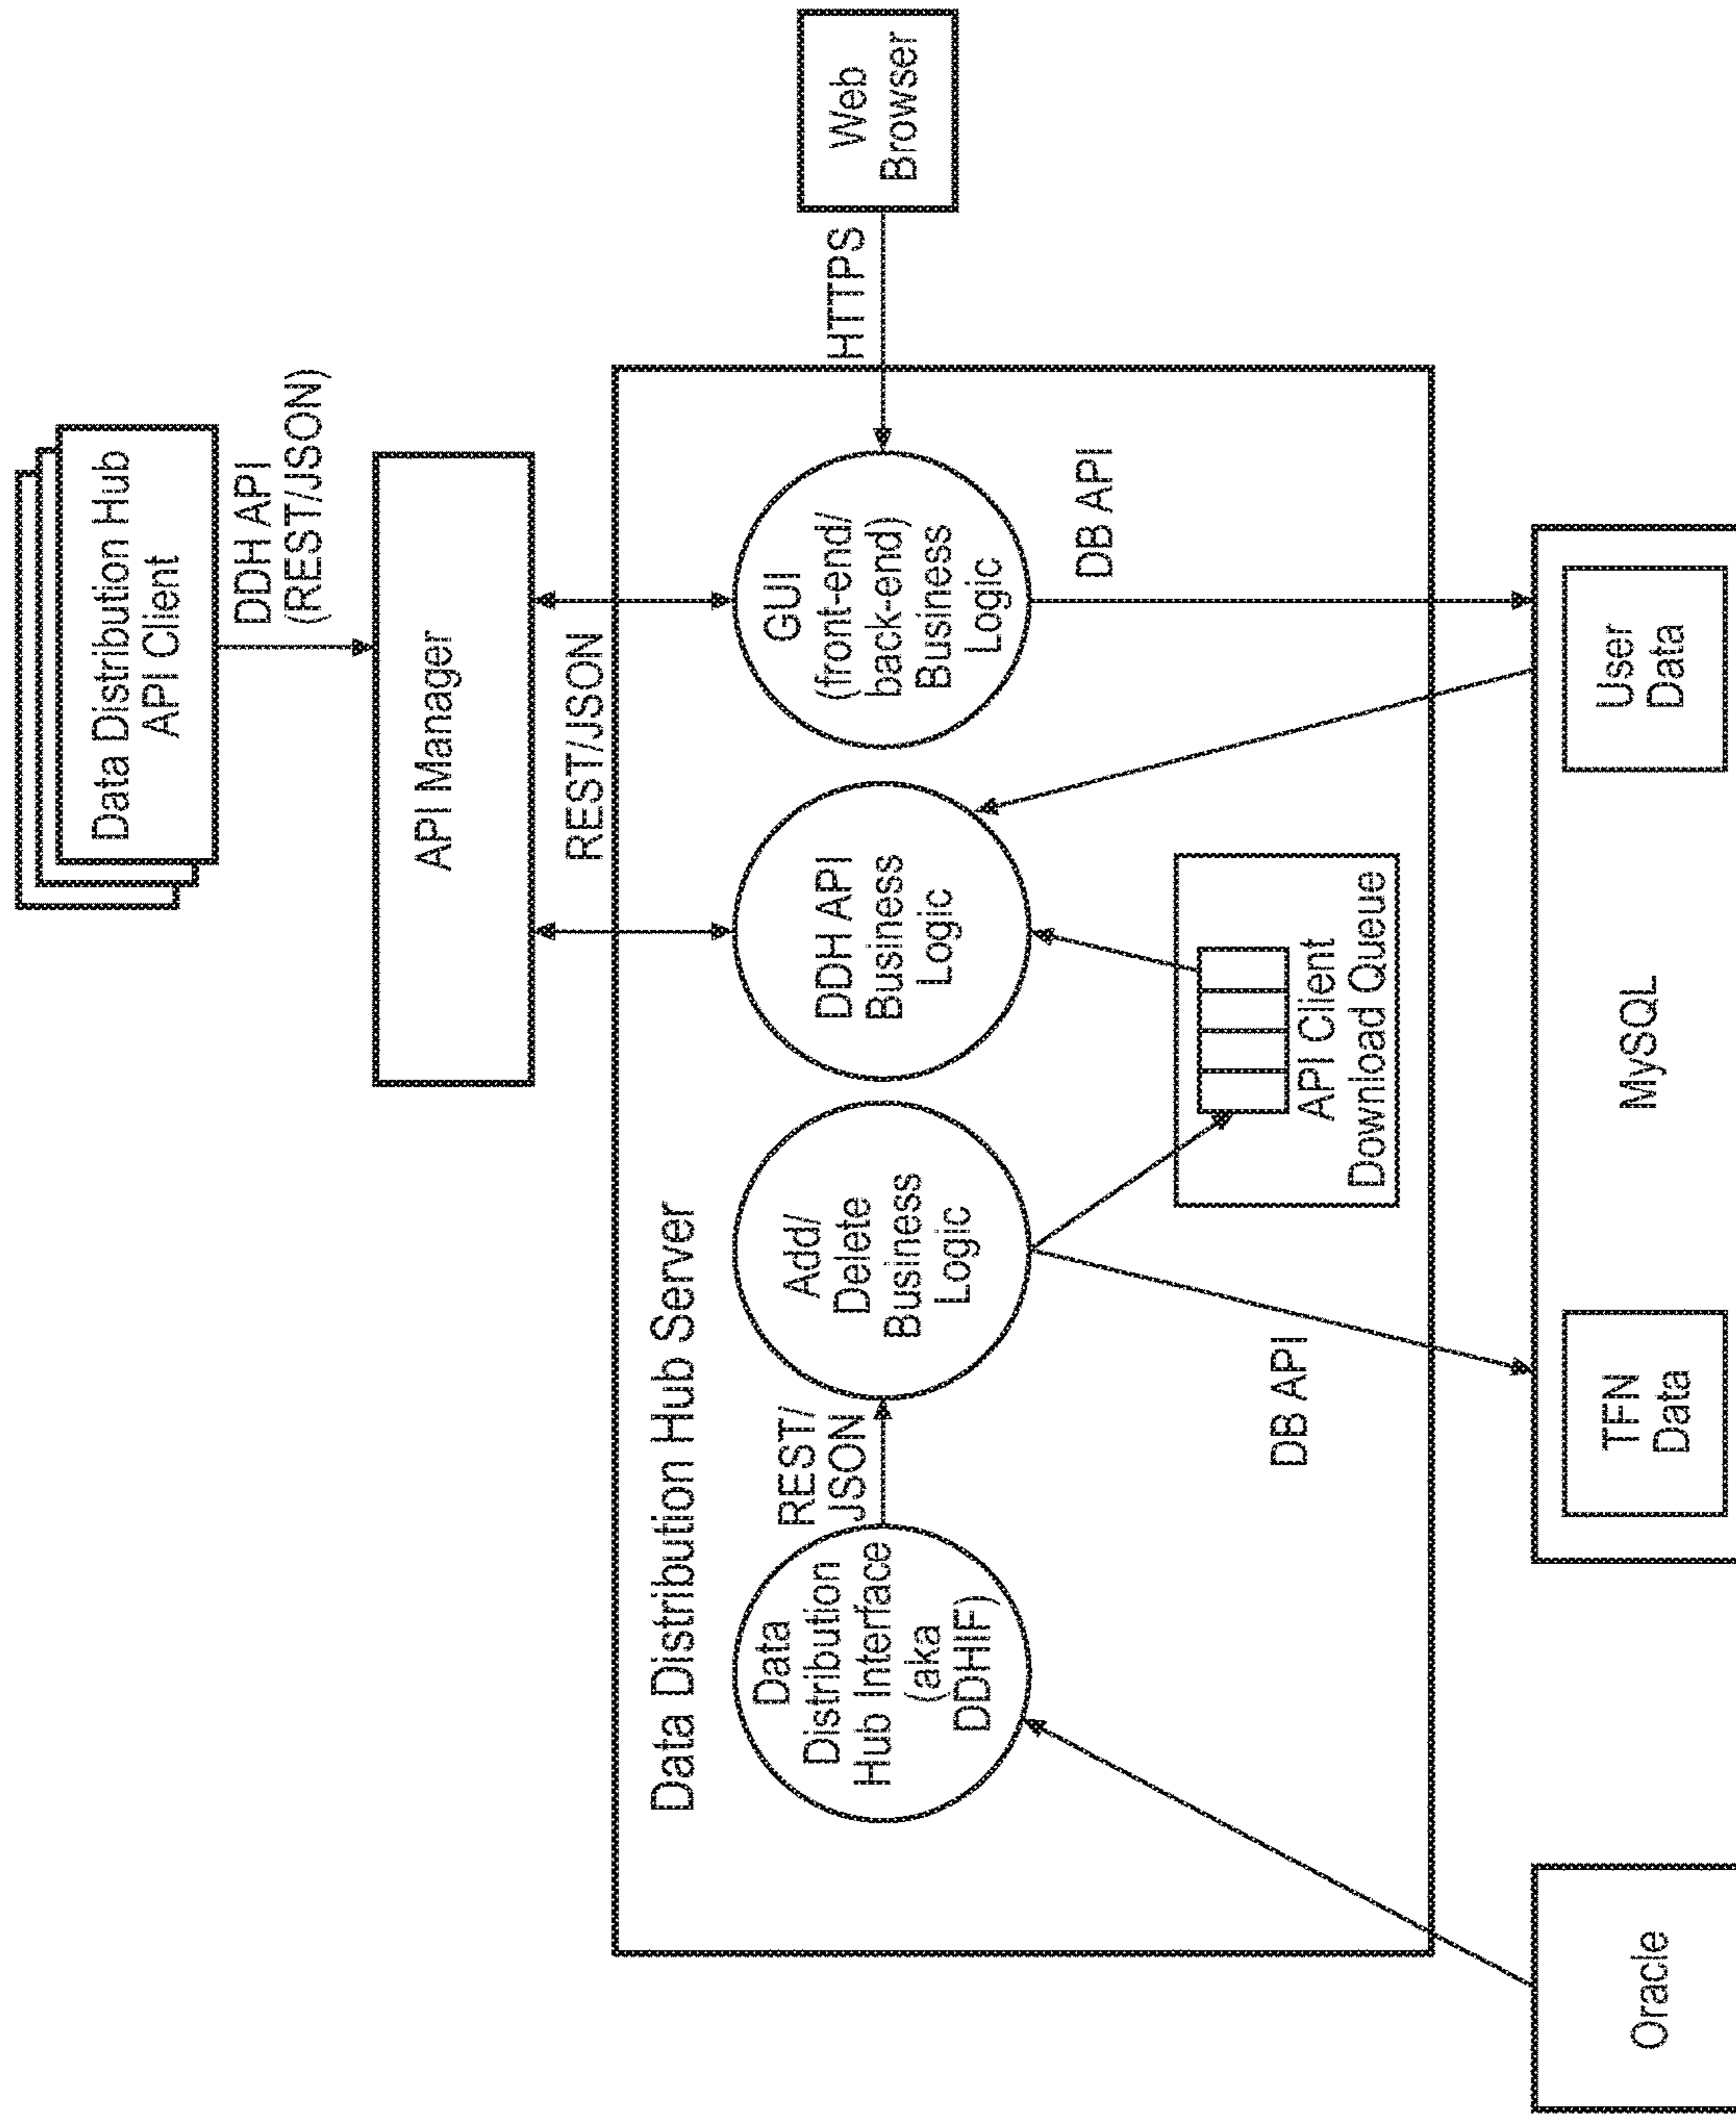 Data Distribution Hub
API Client
DDH API
(REST/JSON)
API Manager
REST/JSON
Data Distribution Hub Server
Data
Distribution
Hub Interface
(aka
DDHIF)
REST/
JSON
Add/
Delete
Business
Logic
DDH API
Business
Logic
GUI
(front-end/
back-end)
Business
Logic
HTTPS
Web
Browser
DB API
API Client
Download Queue
DB API
Oracle
TFN
Data
MySQL
User
Data